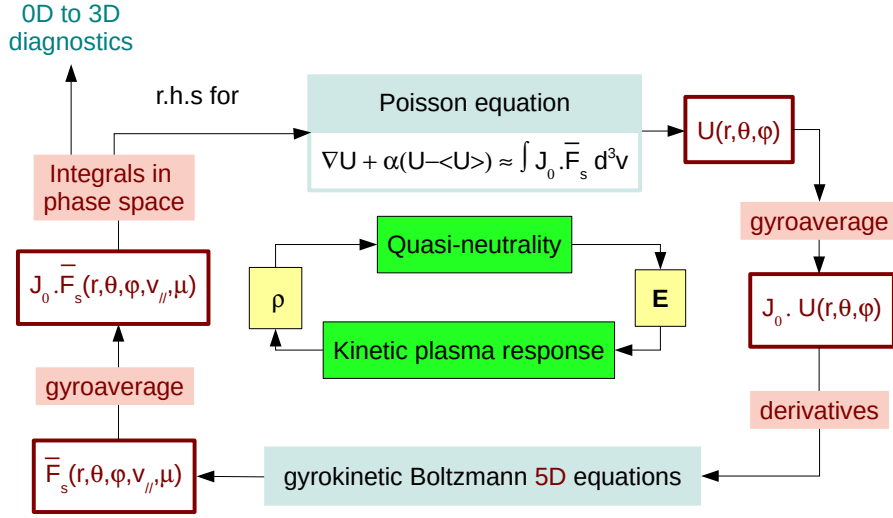 0D to 3D
diagnostics
r.h.s for
Poisson equation
∇U + α(U−<U>) ≈ ∫ J₀.F̅ₛ d³v
U(r,θ,φ)
Integrals in
phase space
gyroaverage
Quasi-neutrality
J₀.F̅ₛ(r,θ,φ,v∥,μ)
ρ
E
J₀. U(r,θ,φ)
Kinetic plasma response
gyroaverage
derivatives
F̅ₛ(r,θ,φ,v∥,μ)
gyrokinetic Boltzmann 5D equations